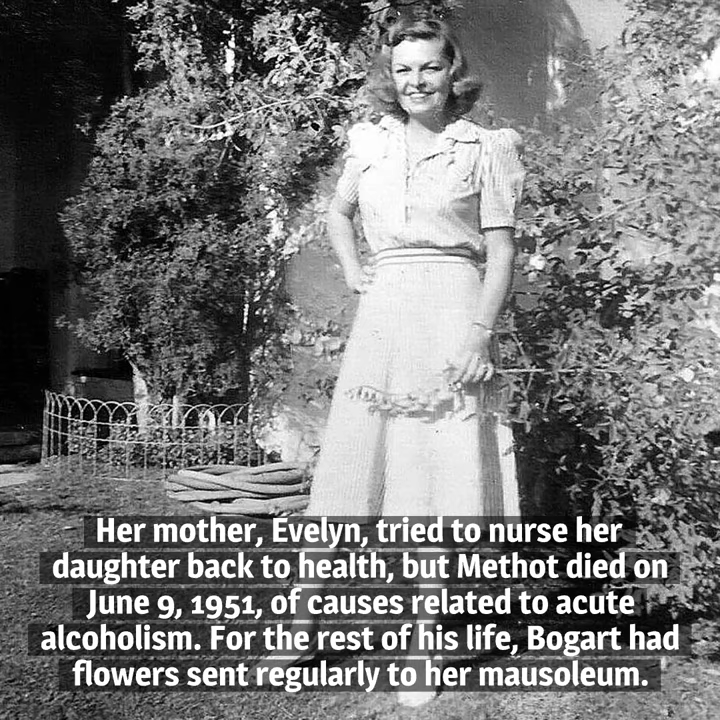 Her mother, Evelyn, tried to nurse her
daughter back to health, but Methot died on
June 9, 1951, of causes related to acute
alcoholism. For the rest of his life, Bogart had
flowers sent regularly to her mausoleum.